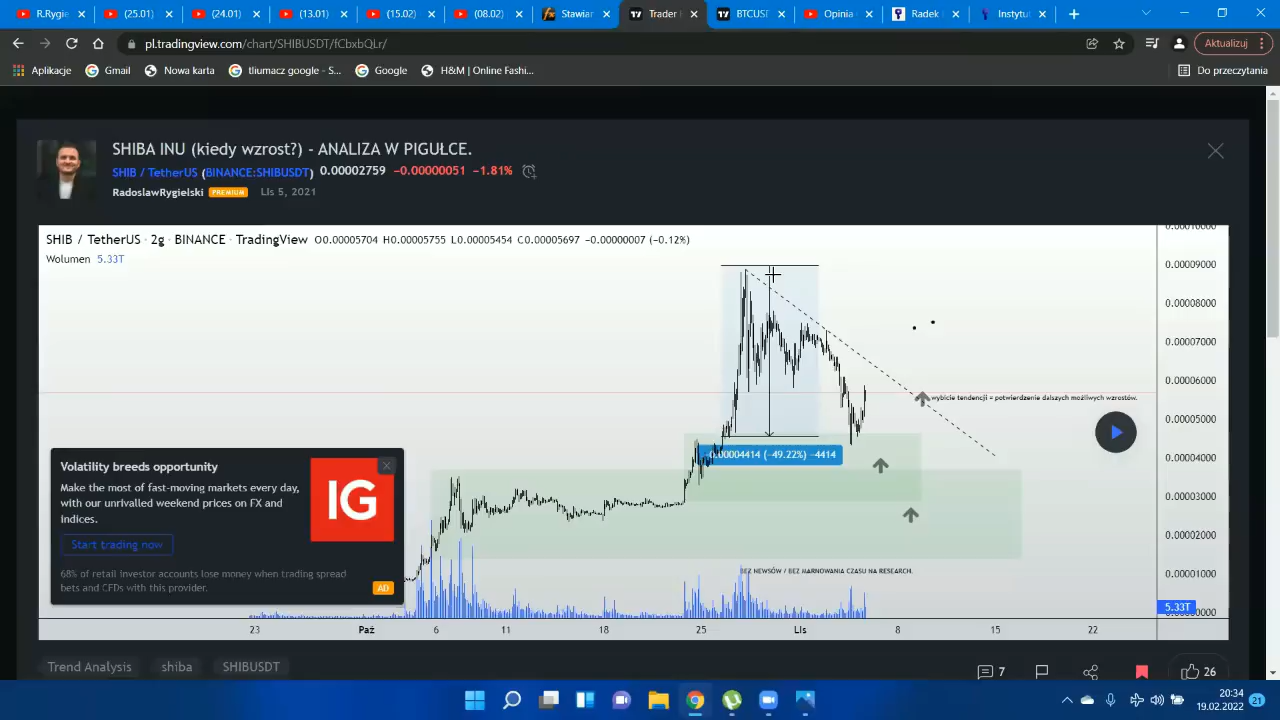 R.Rygie
(25.01)
(24.01)
(13.01)
(15.02)
(08.02)
Stawiar
Trader
BTCUSD
Opinia
Radek
Instytuc
pl.tradingview.com/chart/SHIBUSDT/fCbxbQLr/
Aktualizuj
Aplikacje
Gmail
Nowa karta
tłumacz google - S...
Google
H&M | Online Fashi...
Do przeczytania
SHIBA INU (kiedy wzrost?) - ANALIZA W PIGUŁCE.
SHIB / TetherUS (BINANCE:SHIBUSDT) 0.00002759 −0.00000051 −1.81%
RadoslawRygielski PREMIUM Lis 5, 2021
SHIB / TetherUS · 2g · BINANCE · TradingView O0.00005704 H0.00005755 L0.00005454 C0.00005697 −0.00000007 (−0.12%)
Wolumen 5.33T
0.00010000
0.00009000
0.00008000
0.00007000
0.00006000
0.00005000
0.00004000
0.00003000
0.00002000
0.00001000
0.00000000
wybicie tendencji = potwierdzenie dalszych możliwych wzrostów.
-0.00004414 (-49.22%) -4414
Volatility breeds opportunity
Make the most of fast-moving markets every day,
with our unrivalled weekend prices on FX and
indices.
Start trading now
68% of retail investor accounts lose money when trading spread
bets and CFDs with this provider.
IG
AD
BEZ NEWSÓW / BEZ MARNOWANIA CZASU NA RESEARCH.
5.33T
23
Paź
6
11
18
25
Lis
8
15
22
Trend Analysis
shiba
SHIBUSDT
7
26
20:34
19.02.2022
21